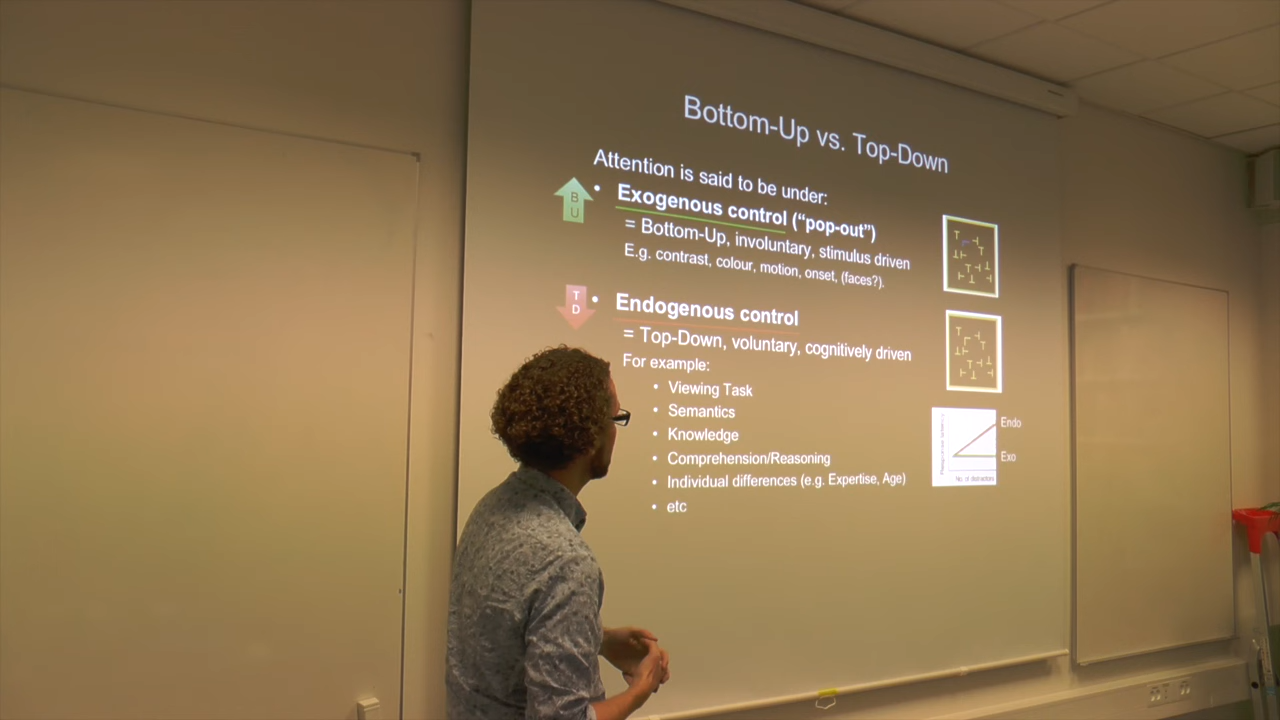 Bottom-Up vs. Top-Down
Attention is said to be under:
B
U
• Exogenous control (“pop-out”)
= Bottom-Up, involuntary, stimulus driven
E.g. contrast, colour, motion, onset, (faces?).
T
D
• Endogenous control
= Top-Down, voluntary, cognitively driven
For example:
• Viewing Task
• Semantics
• Knowledge
• Comprehension/Reasoning
• Individual differences (e.g. Expertise, Age)
• etc
Endo
Exo
No. of distractors